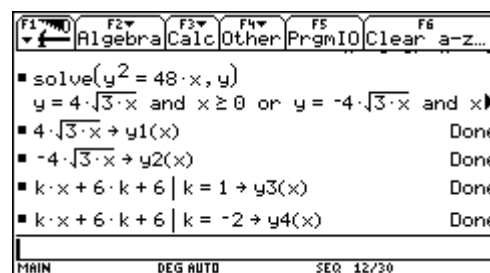 F1 F2 F3 F4 F5 F6
Algebra Calc Other PrgmIO Clear a-z…
▪ solve(y² = 48·x, y)
y = 4·√(3·x) and x ≥ 0 or y = -4·√(3·x) and x▶
▪ 4·√(3·x) → y1(x) Done
▪ -4·√(3·x) → y2(x) Done
▪ k·x + 6·k + 6 | k = 1 → y3(x) Done
▪ k·x + 6·k + 6 | k = -2 → y4(x) Done
MAIN DEG AUTO SEQ 12/30